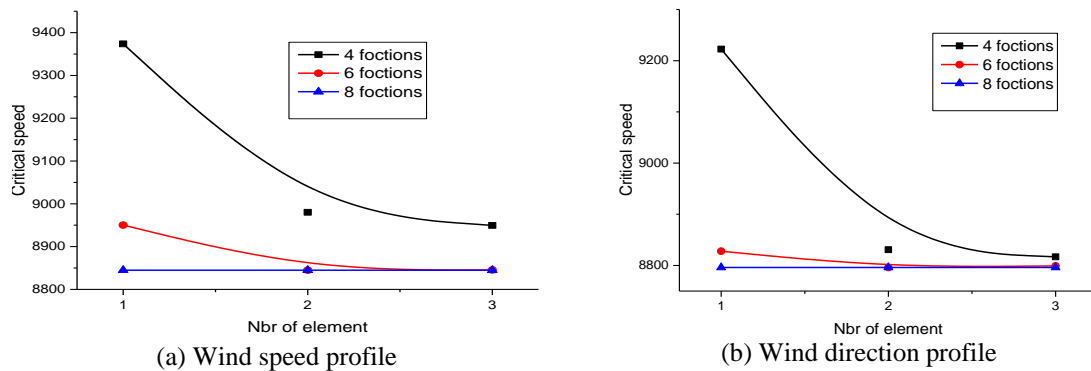 9400
9300
9200
9100
9000
8900
8800
Critical speed
4 foctions
6 foctions
8 foctions
1
2
3
Nbr of element
(a) Wind speed profile
9200
9000
8800
Critical speed
4 foctions
6 foctions
8 foctions
1
2
3
Nbr of element
(b) Wind direction profile